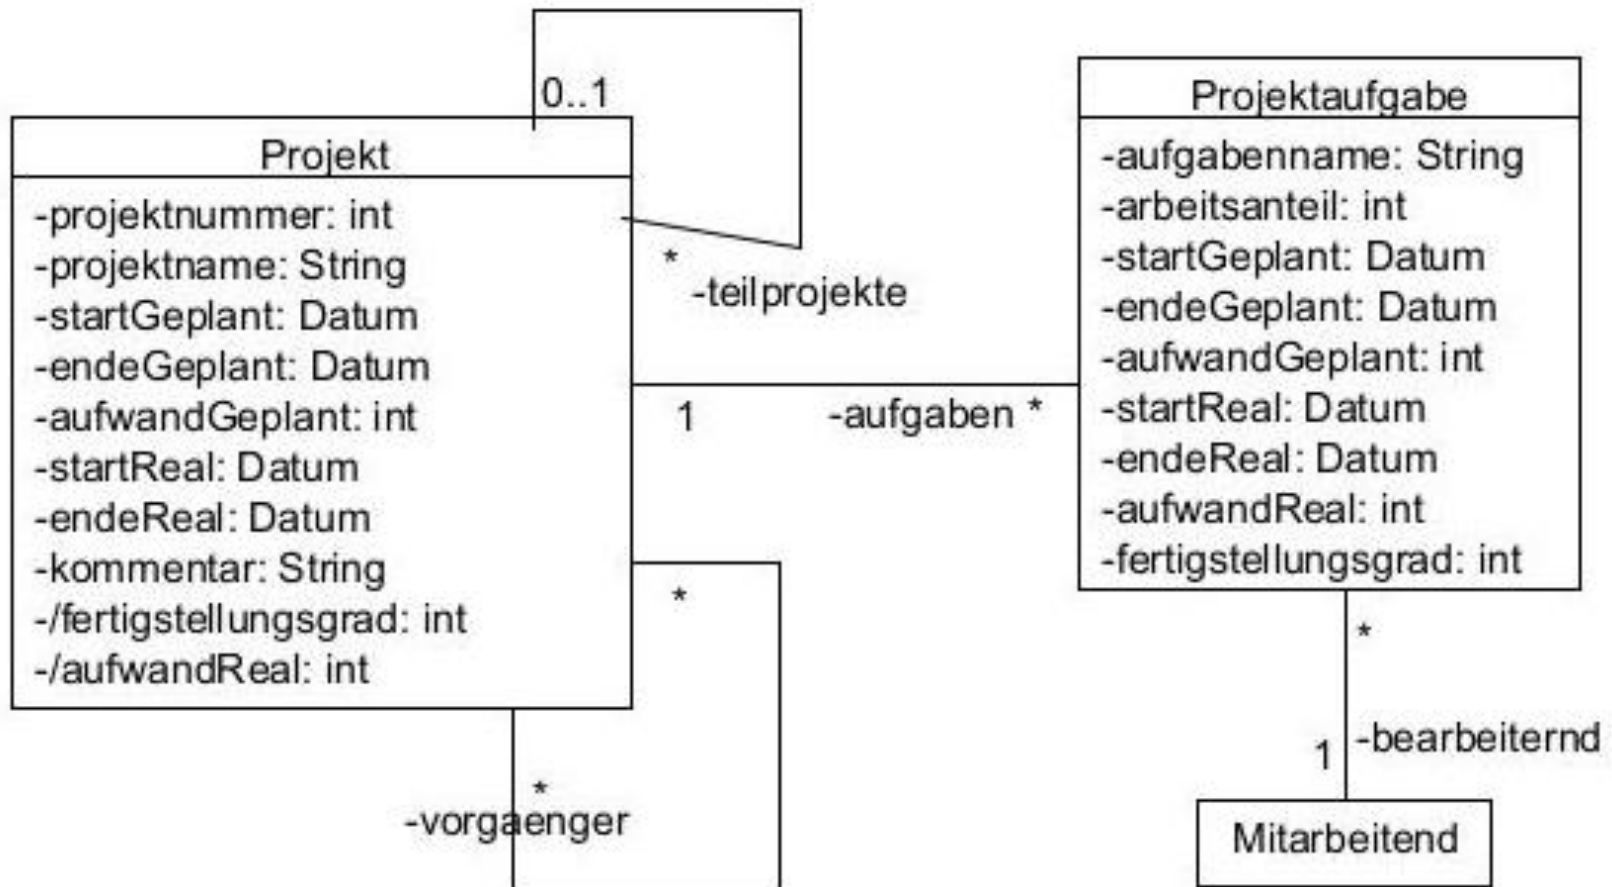 0..1
Projekt
-projektnummer: int
-projektname: String
-startGeplant: Datum
-endeGeplant: Datum
-aufwandGeplant: int
-startReal: Datum
-endeReal: Datum
-kommentar: String
-/fertigstellungsgrad: int
-/aufwandReal: int
*
-teilprojekte
1
-aufgaben *
*
*
-vorgaenger
Projektaufgabe
-aufgabenname: String
-arbeitsanteil: int
-startGeplant: Datum
-endeGeplant: Datum
-aufwandGeplant: int
-startReal: Datum
-endeReal: Datum
-aufwandReal: int
-fertigstellungsgrad: int
*
1 -bearbeiternd
Mitarbeitend